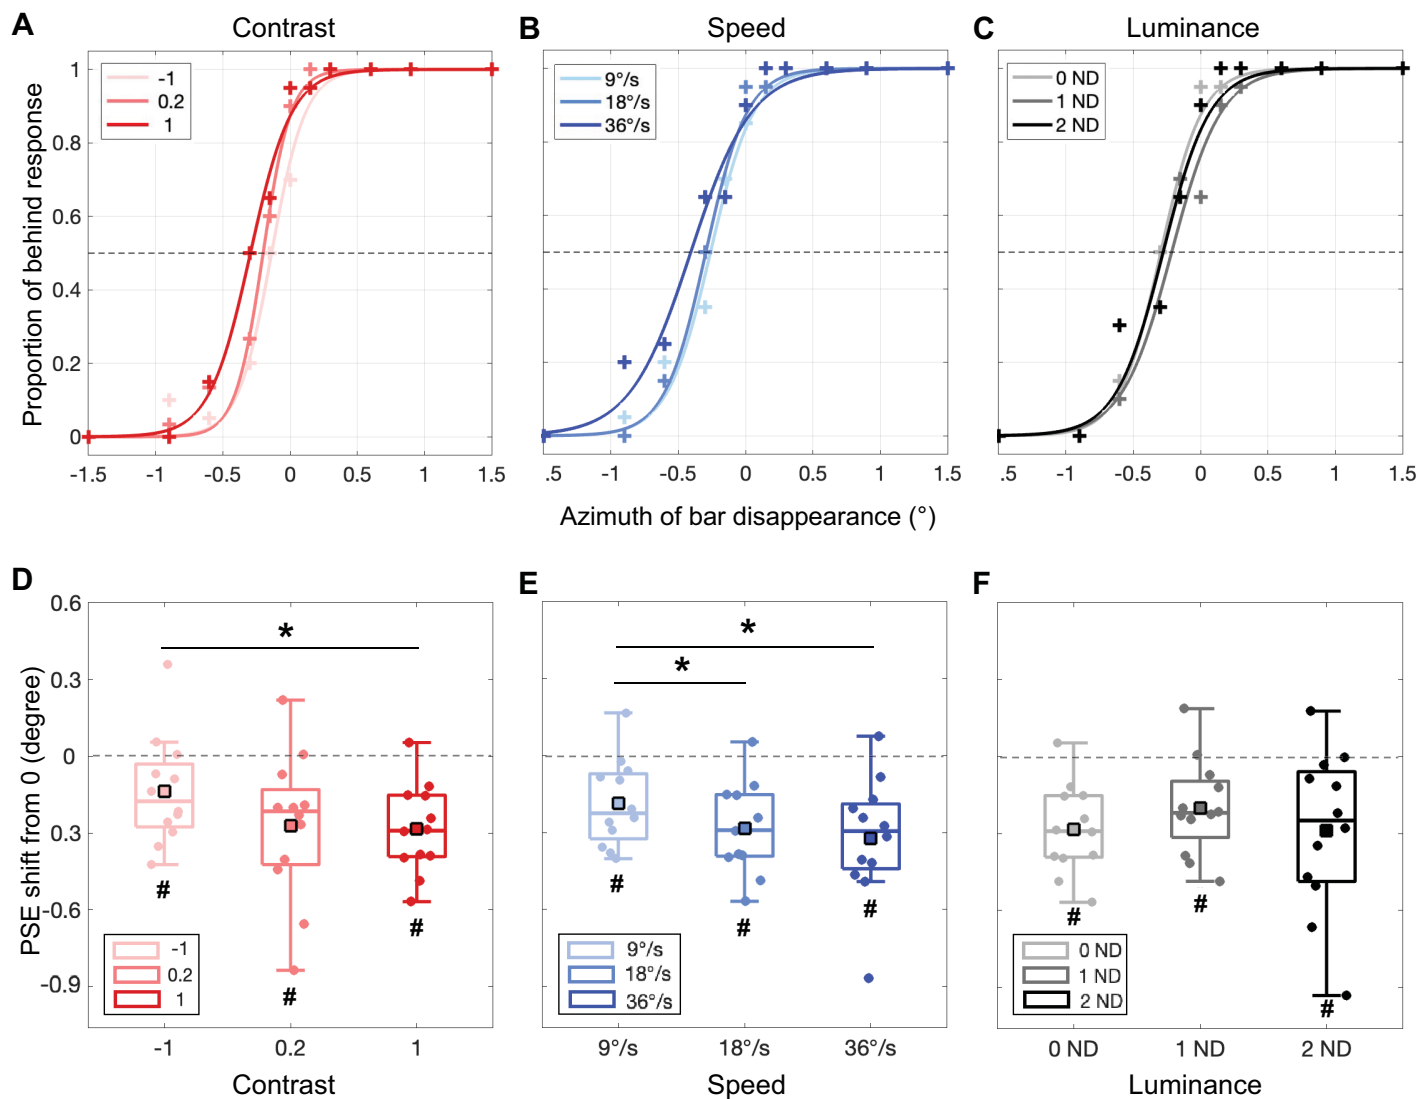 A Contrast
B Speed
C Luminance
Proportion of behind response
1
0.8
0.6
0.4
0.2
0
-1
0.2
1
9°/s
18°/s
36°/s
0 ND
1 ND
2 ND
-1.5 -1 -0.5 0 0.5 1 1.5
.5 -1 -0.5 0 0.5 1 1.5
.5 -1 -0.5 0 0.5 1 1.5
Azimuth of bar disappearance (°)
D
E
F
PSE shift from 0 (degree)
0.6
0.3
0
0.3
-0.6
-0.9
*
#
#
#
-1
0.2
1
-1 0.2 1
Contrast
*
*
#
#
#
9°/s
18°/s
36°/s
9°/s 18°/s 36°/s
Speed
#
#
#
0 ND
1 ND
2 ND
0 ND 1 ND 2 ND
Luminance